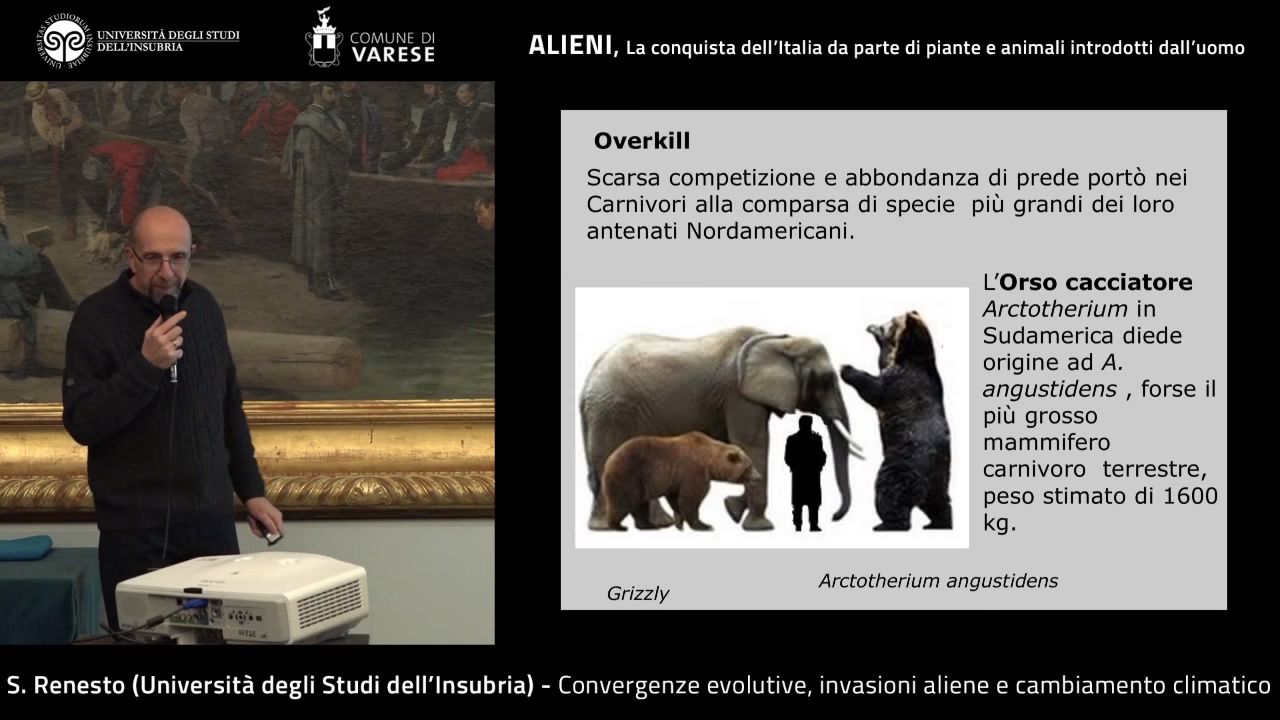 UNIVERSITÀ DEGLI STUDI
DELL'INSUBRIA
COMUNE DI
VARESE
ALIENI, La conquista dell'Italia da parte di piante e animali introdotti dall'uomo
Overkill
Scarsa competizione e abbondanza di prede portò nei
Carnivori alla comparsa di specie più grandi dei loro
antenati Nordamericani.
L'Orso cacciatore
Arctotherium in
Sudamerica diede
origine ad A.
angustidens , forse il
più grosso
mammifero
carnivoro terrestre,
peso stimato di 1600
kg.
Arctotherium angustidens
Grizzly
S. Renesto (Università degli Studi dell'Insubria) - Convergenze evolutive, invasioni aliene e cambiamento climatico